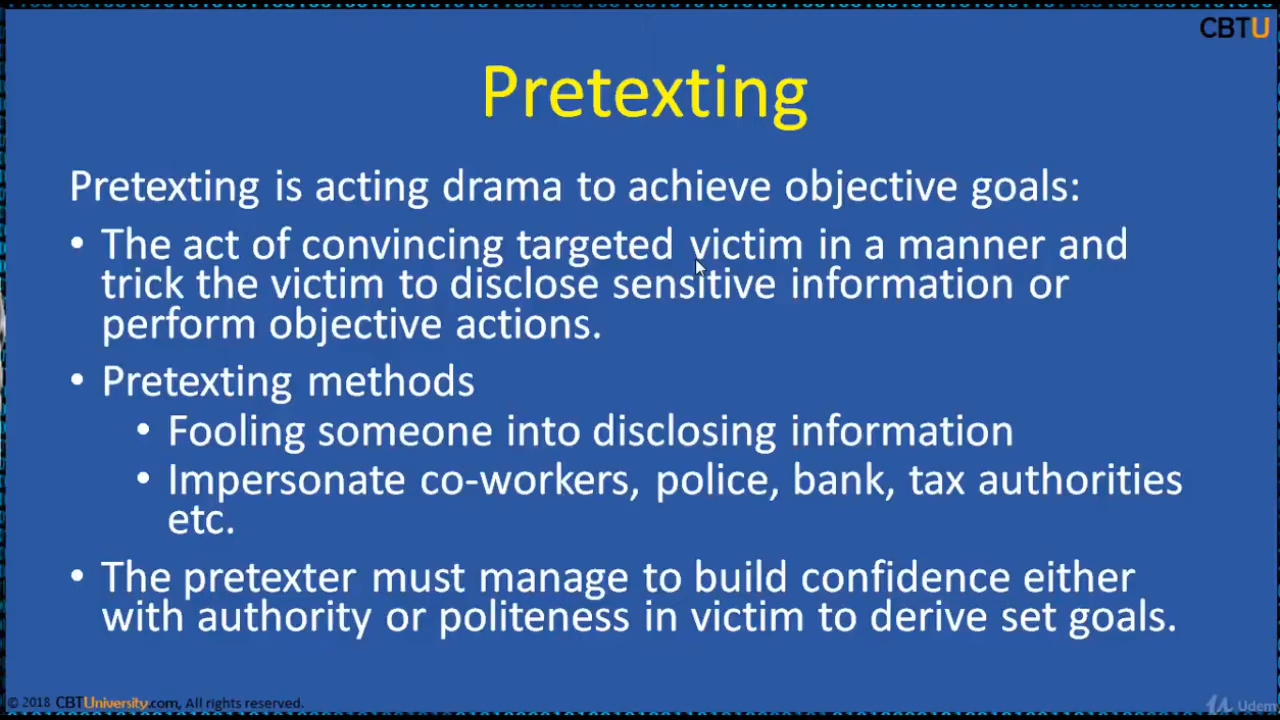 CBTU
Pretexting
Pretexting is acting drama to achieve objective goals:
• The act of convincing targeted victim in a manner and
trick the victim to disclose sensitive information or
perform objective actions.
• Pretexting methods
• Fooling someone into disclosing information
• Impersonate co-workers, police, bank, tax authorities
etc.
• The pretexter must manage to build confidence either
with authority or politeness in victim to derive set goals.
© 2018 CBTUniversity.com, All rights reserved.
Udem